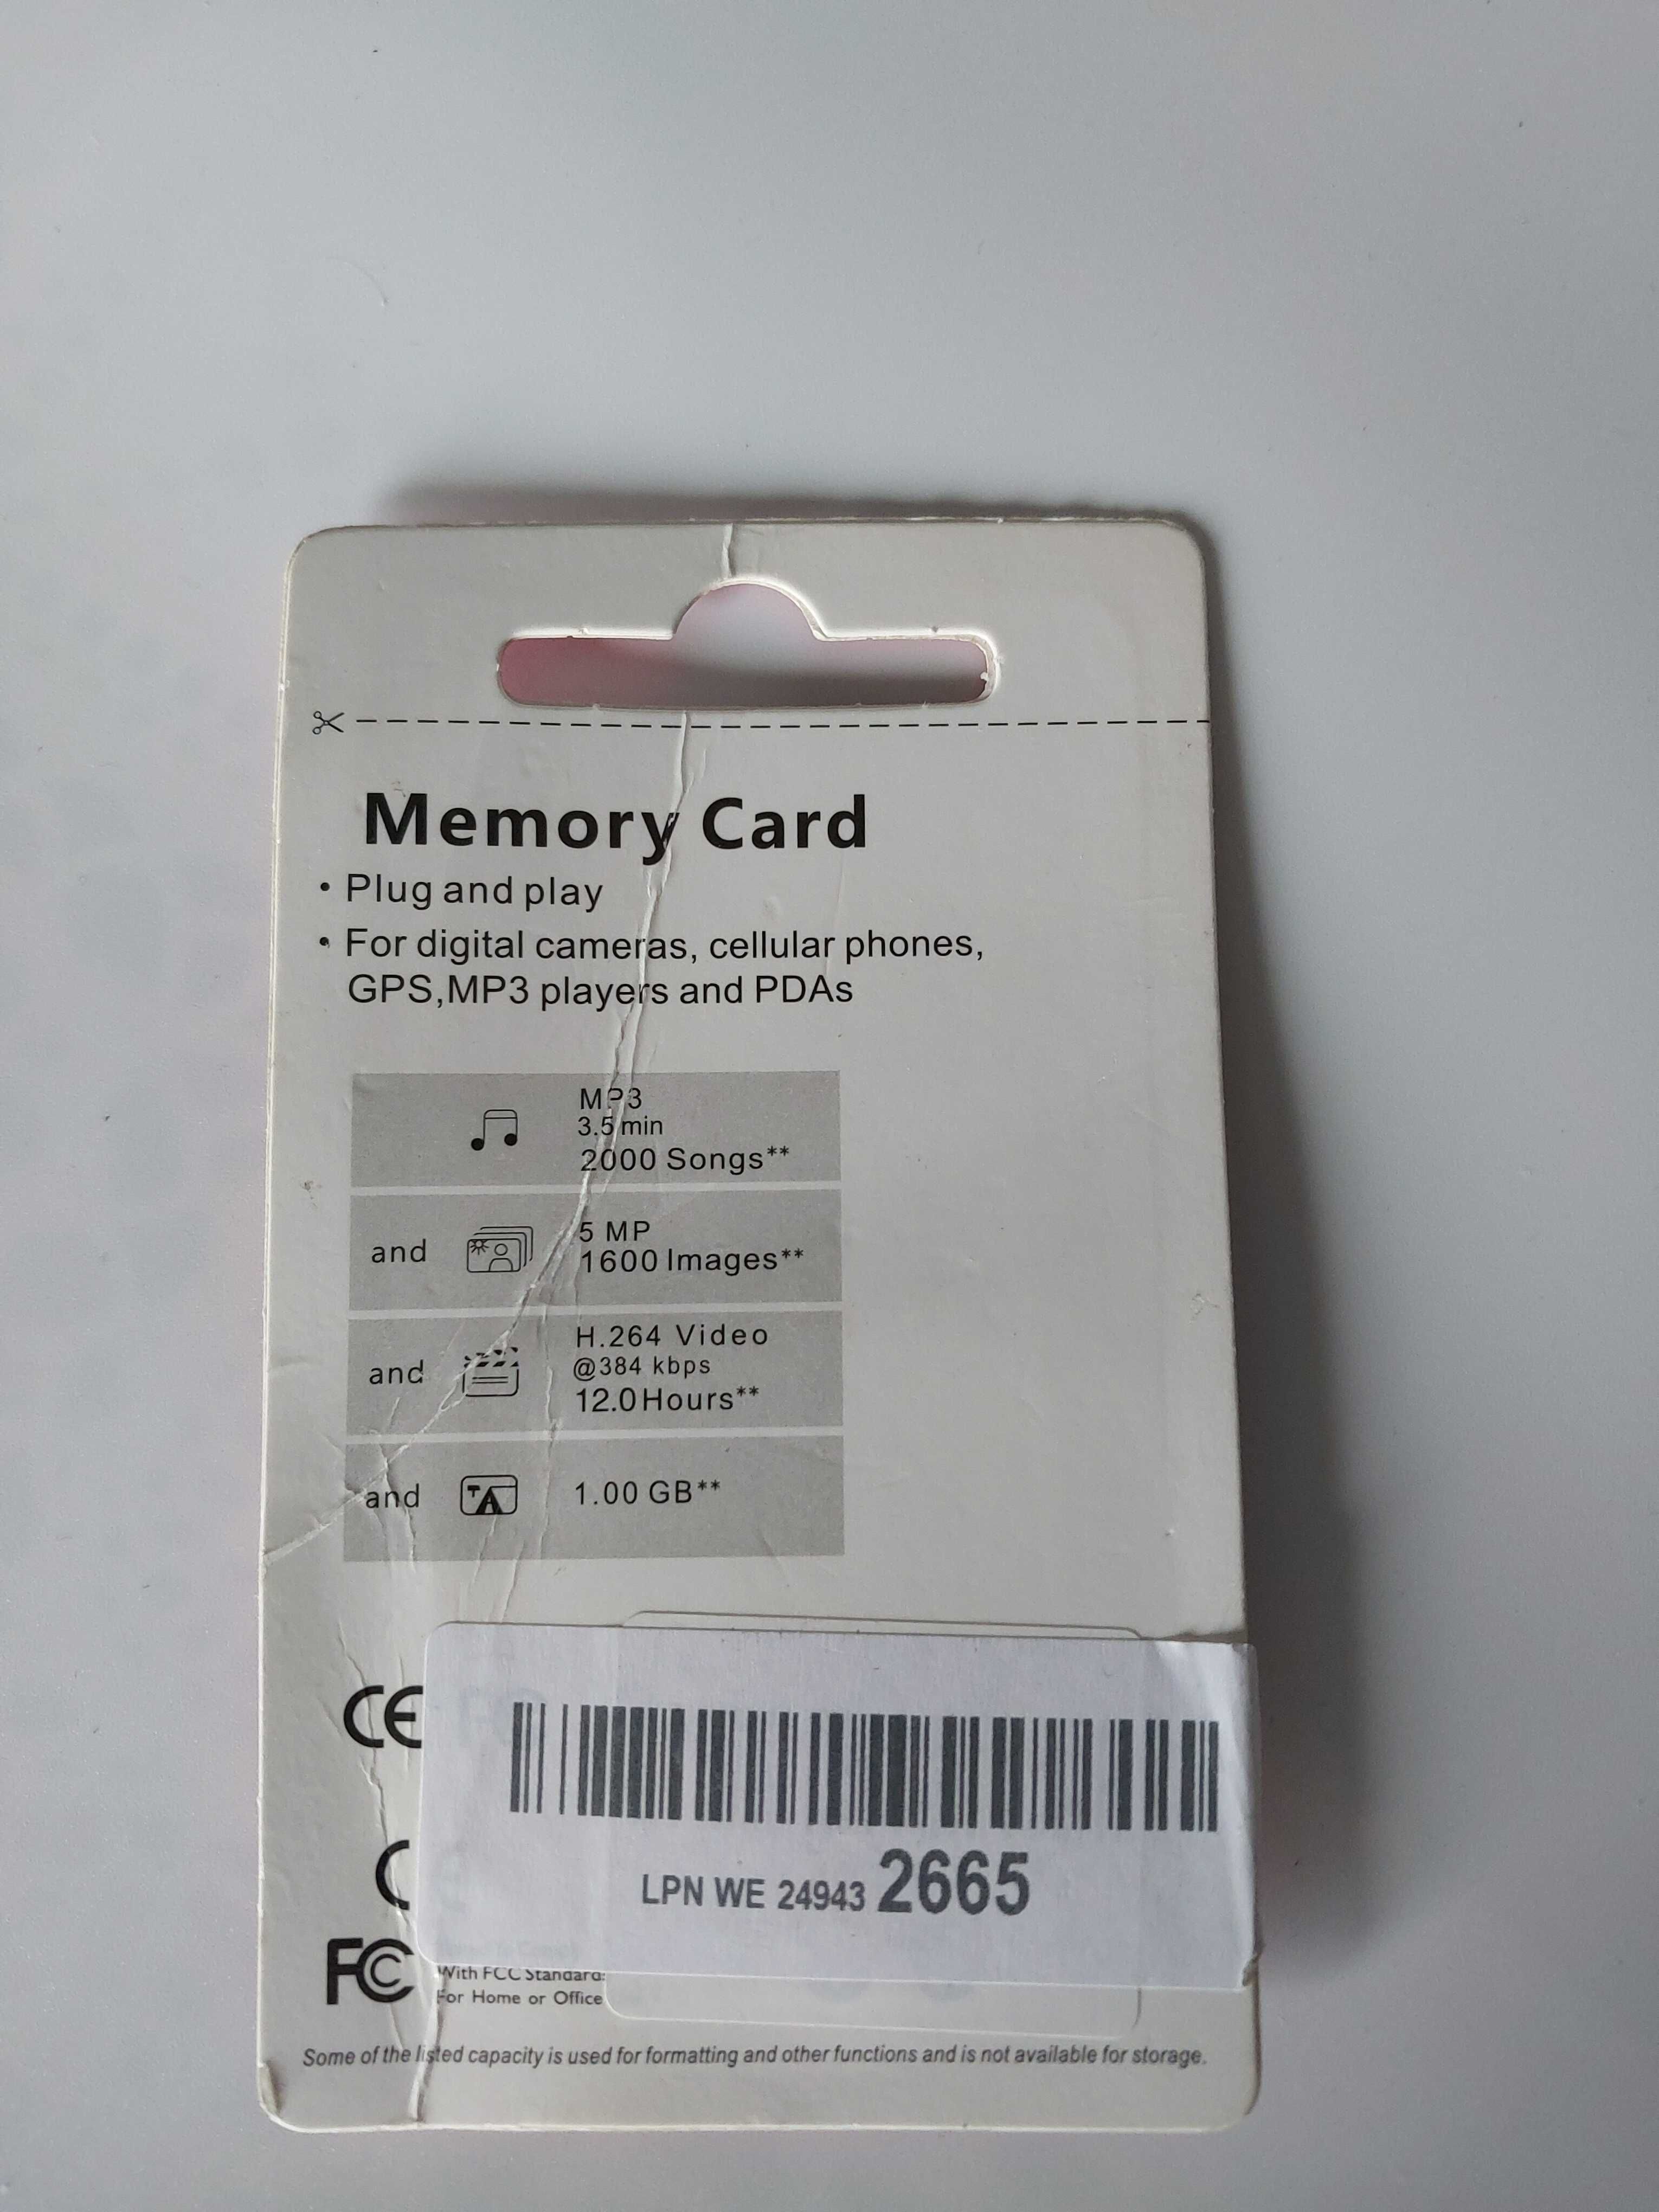 Memory Card
• Plug and play
• For digital cameras, cellular phones,
GPS,MP3 players and PDAs
MP3
3.5 min
2000 Songs**
and
5 MP
1600 Images**
and
H.264 Video
@384 kbps
12.0 Hours**
and
TA
1.00 GB**
CE
LPN WE 24943 2665
FC
With FCC Standard
For Home or Office
Some of the listed capacity is used for formatting and other functions and is not available for storage.